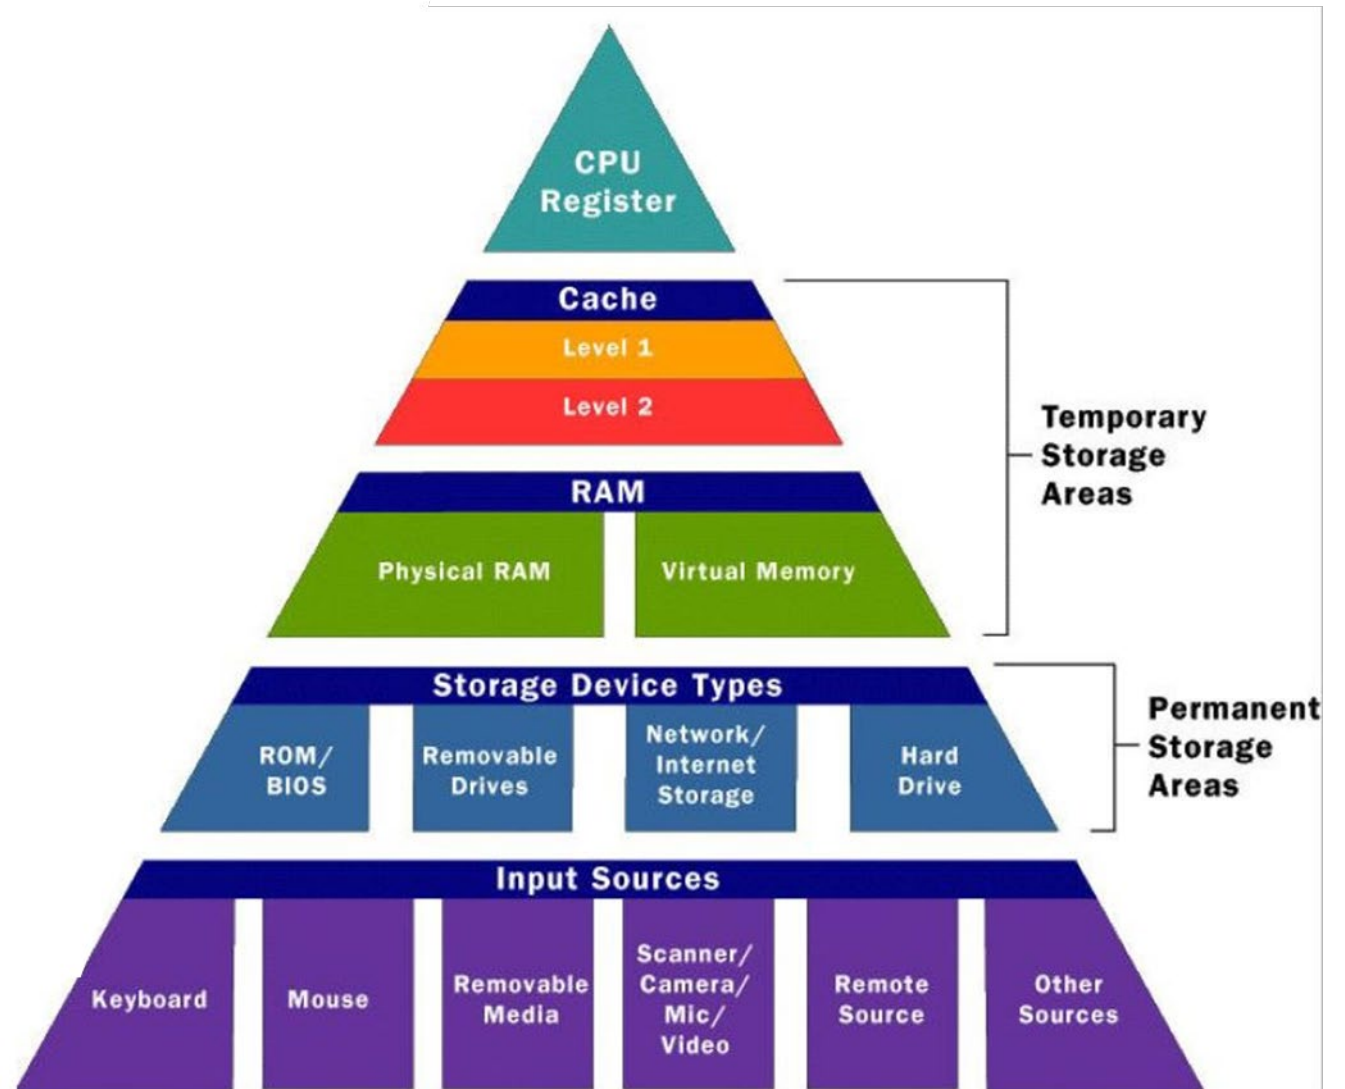 CPU
Register
Cache
Level 1
Level 2
RAM
Physical RAM
Virtual Memory
Temporary
Storage
Areas
Storage Device Types
ROM/
BIOS
Removable
Drives
Network/
Internet
Storage
Hard
Drive
Permanent
Storage
Areas
Input Sources
Keyboard
Mouse
Removable
Media
Scanner/
Camera/
Mic/
Video
Remote
Source
Other
Sources